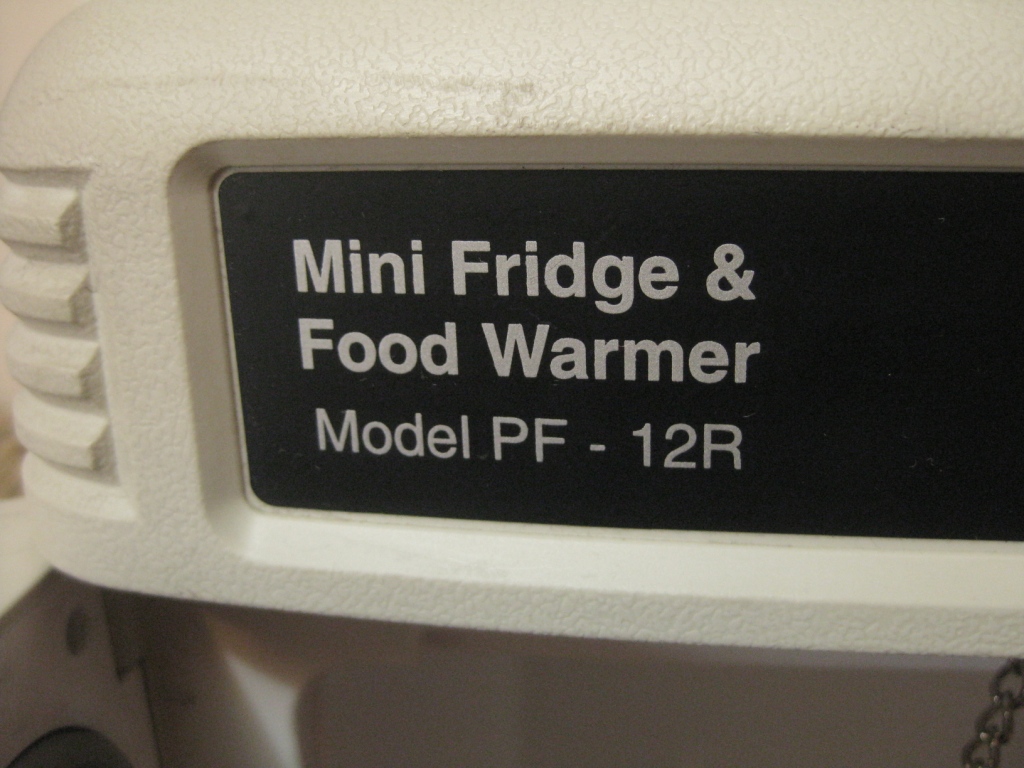 Mini Fridge &
Food Warmer
Model PF - 12R